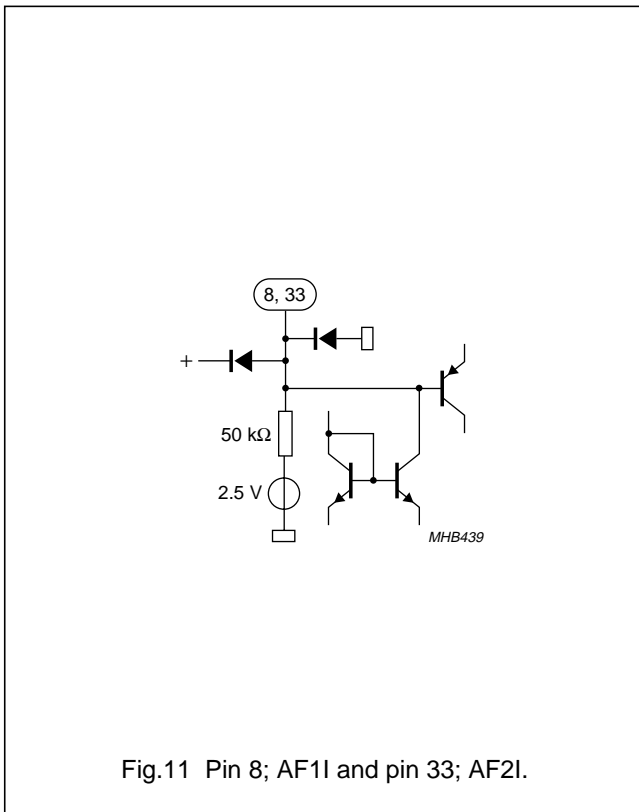 8, 33
+
50 kΩ
2.5 V
MHB439
Fig.11 Pin 8; AF1I and pin 33; AF2I.